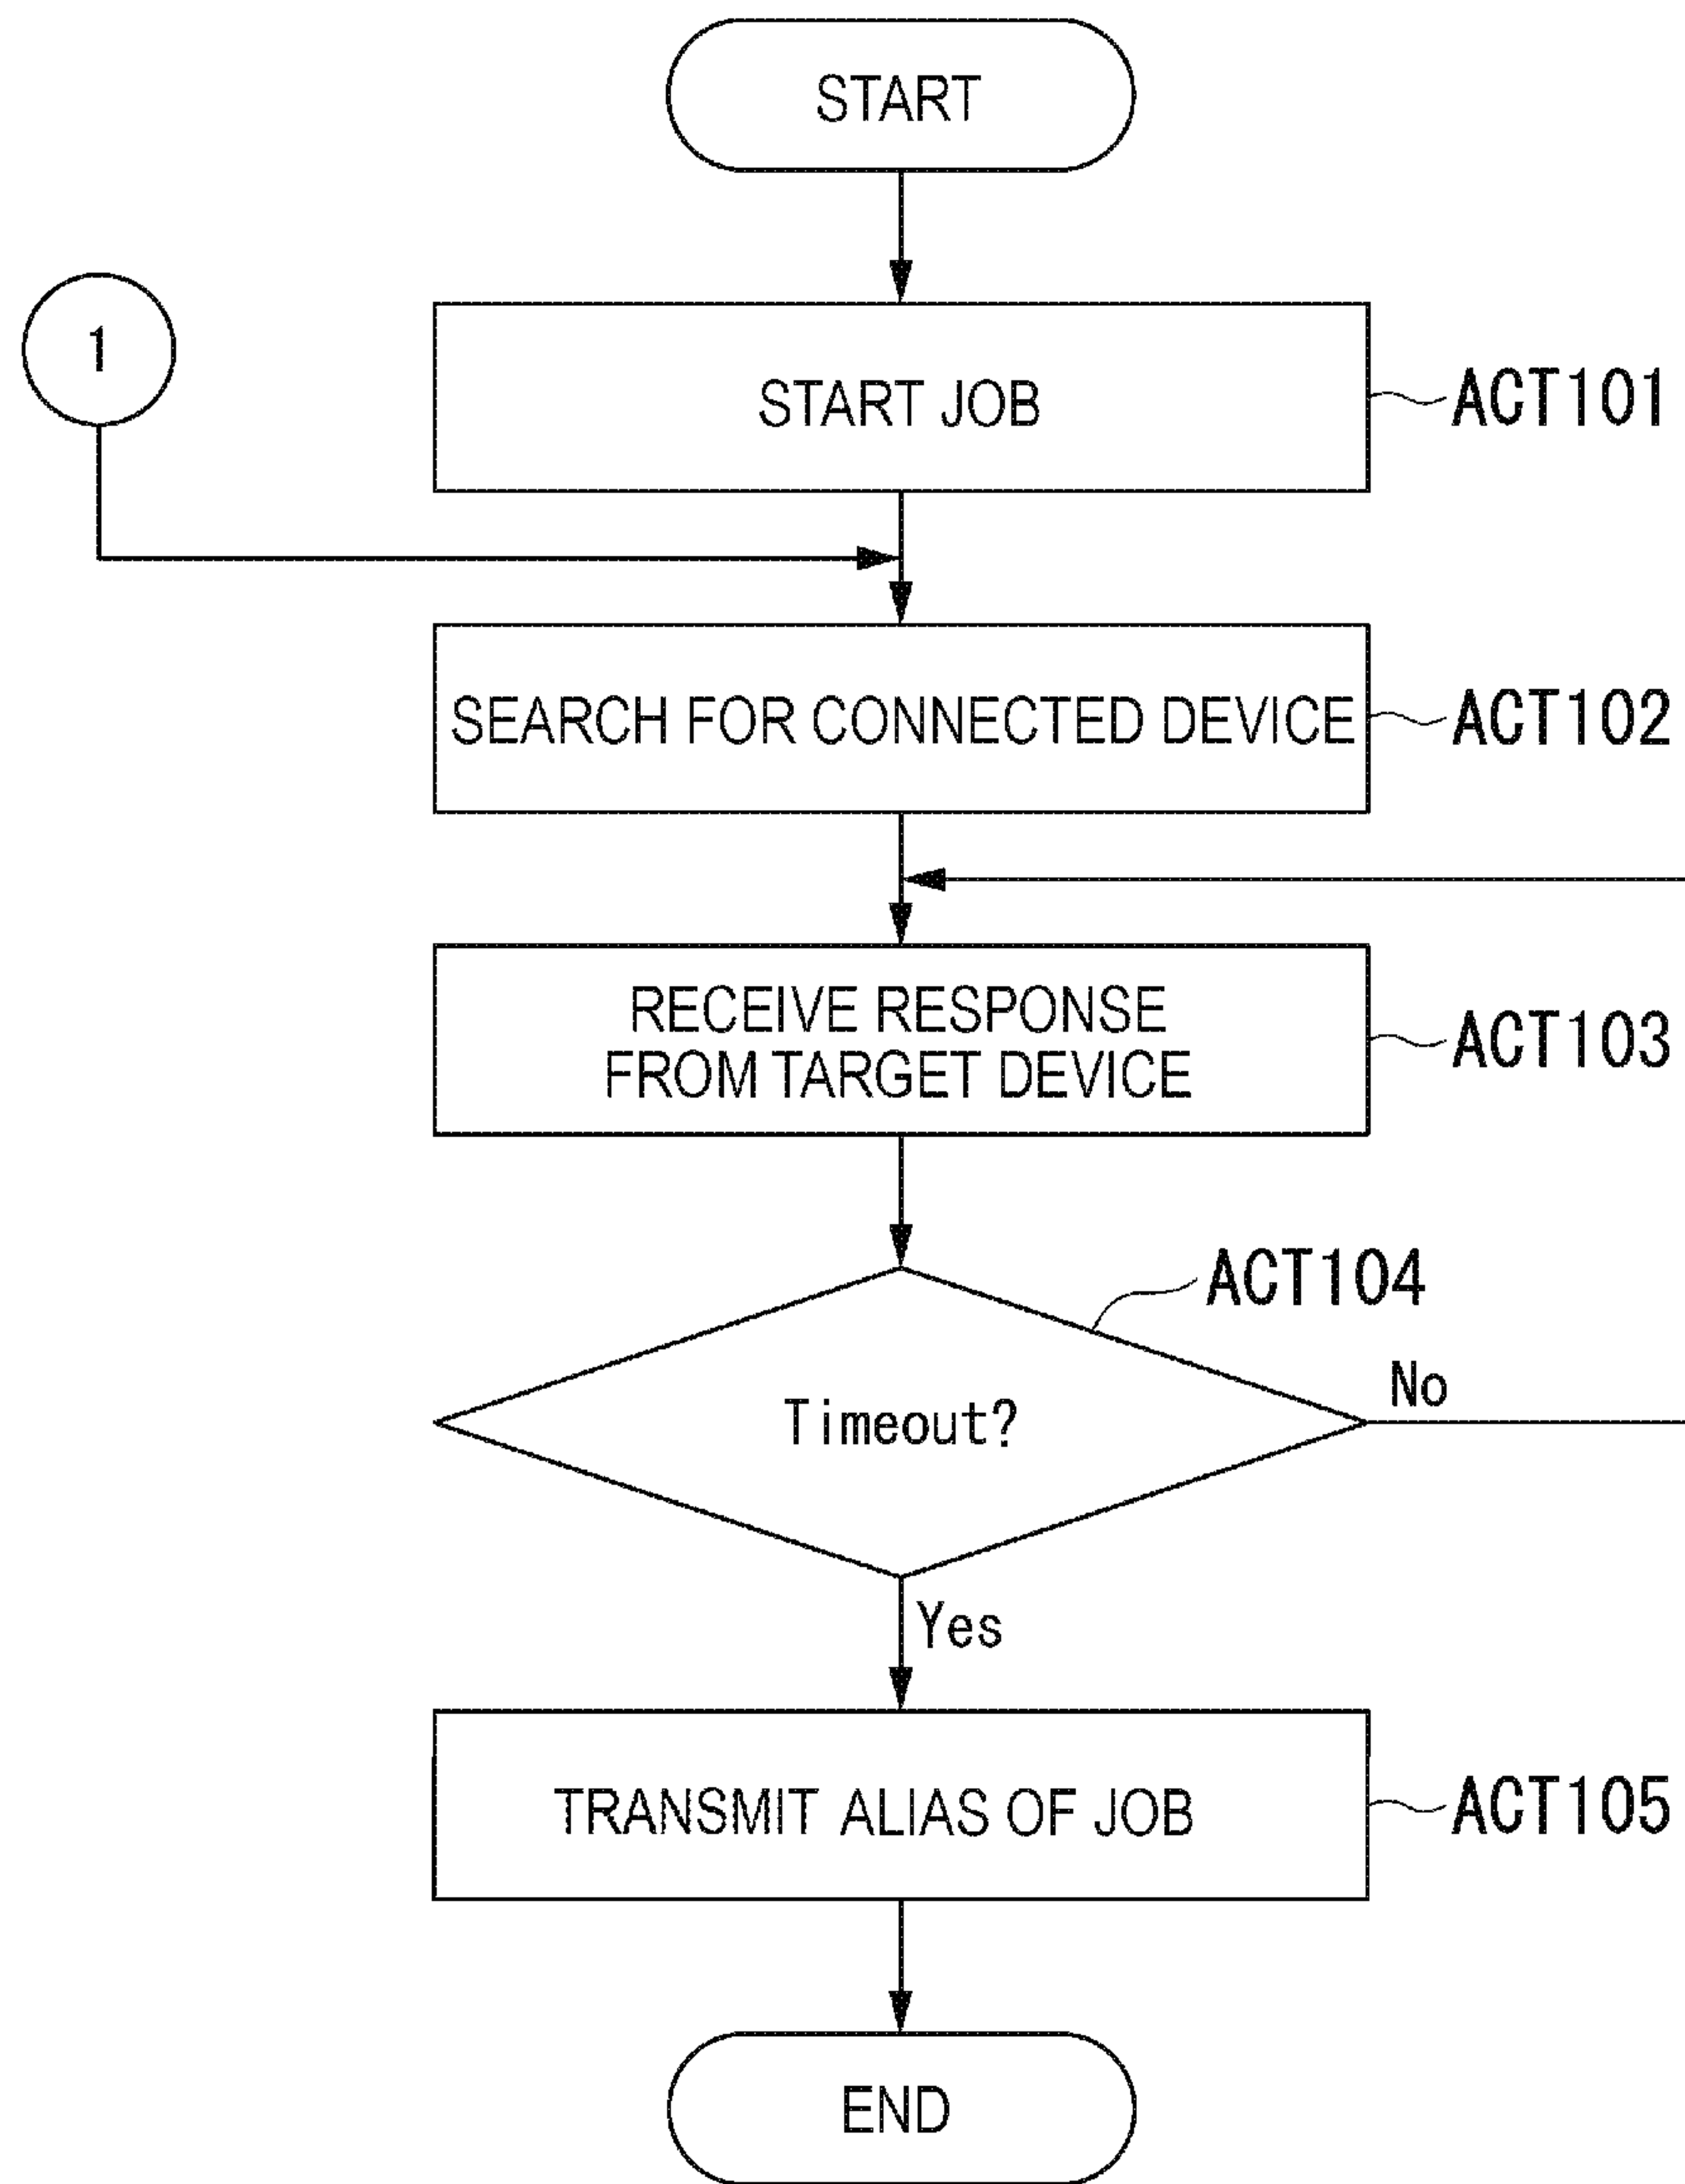 START
1
START JOB
ACT101
SEARCH FOR CONNECTED DEVICE
ACT102
RECEIVE RESPONSE
FROM TARGET DEVICE
ACT103
ACT104
Timeout?
No
Yes
TRANSMIT ALIAS OF JOB
ACT105
END